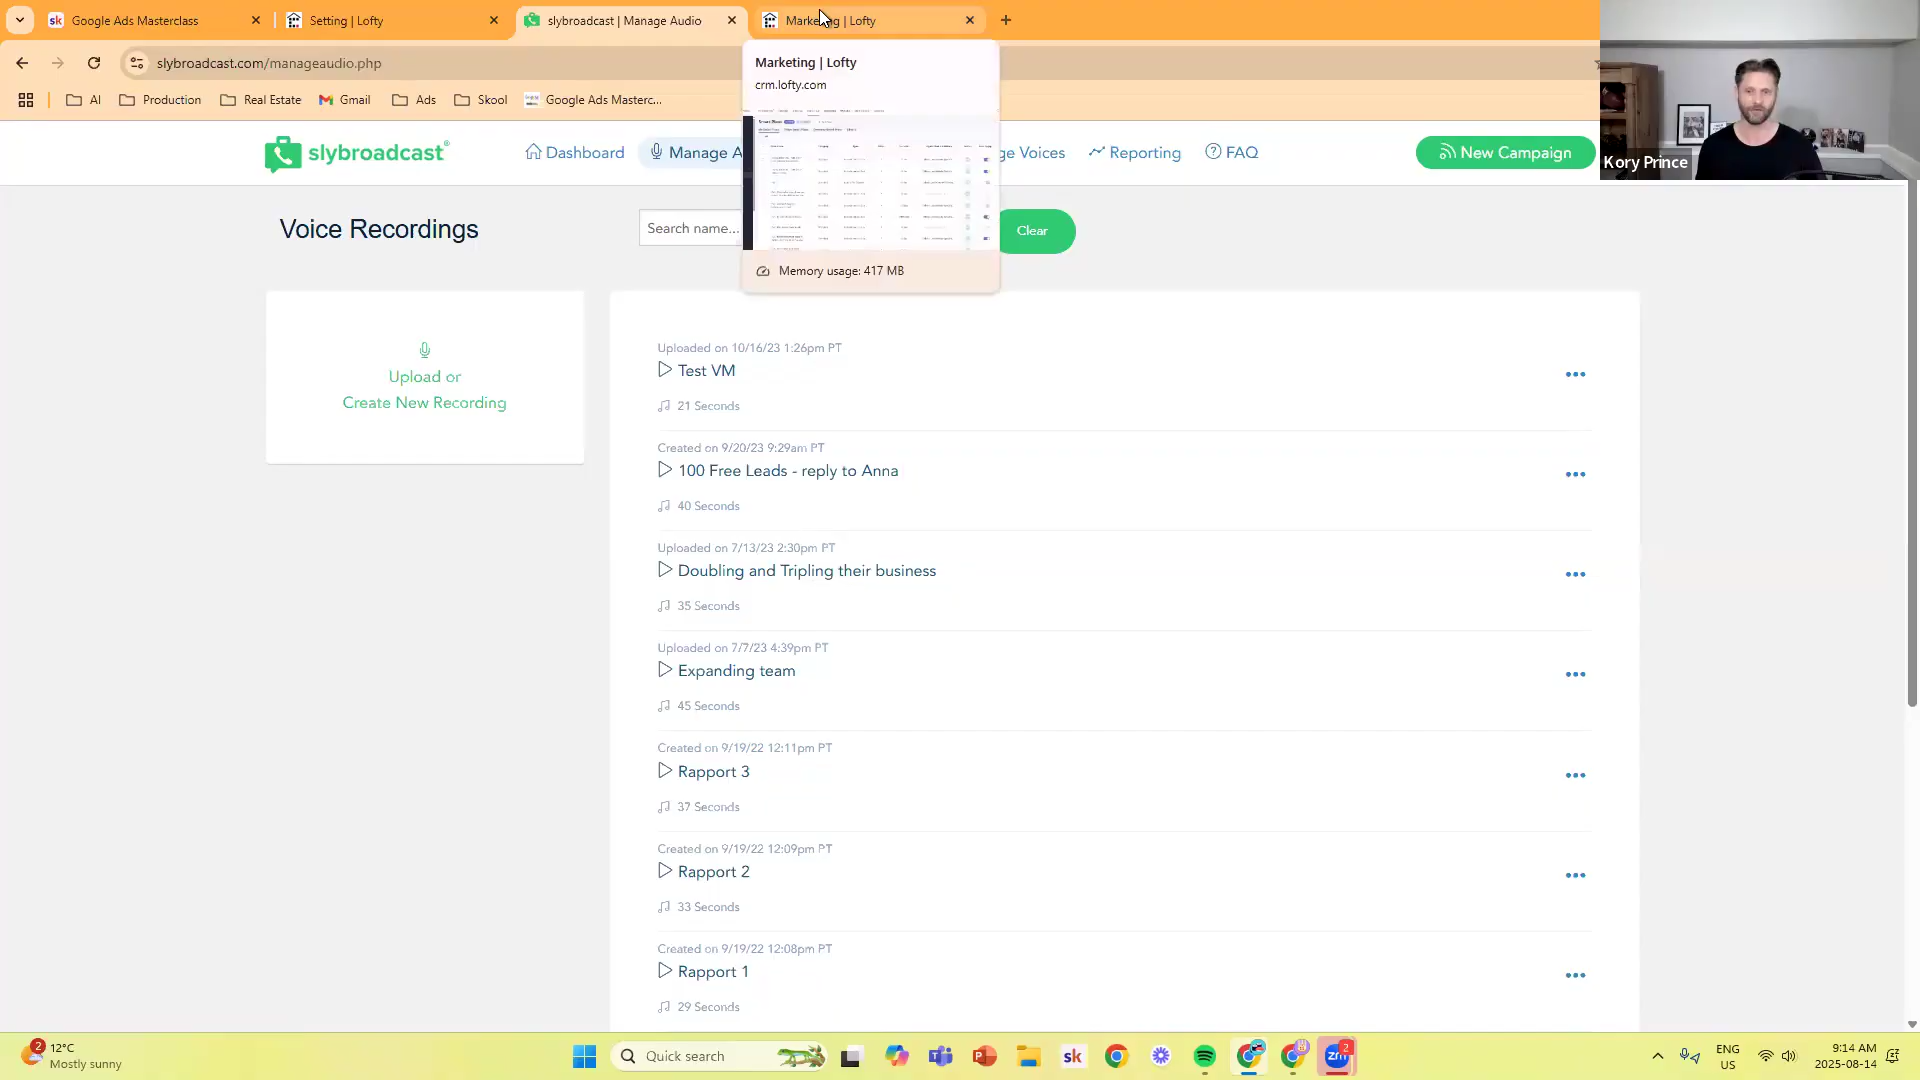 Google Ads Masterclass
Setting | Lofty
slybroadcast | Manage Audio
Marketing | Lofty
slybroadcast.com/manageaudio.php
AI
Production
Real Estate
Gmail
Ads
Skool
Google Ads Masterc...
Marketing | Lofty
crm.lofty.com
Memory usage: 417 MB
slybroadcast
Dashboard
Manage A
ge Voices
Reporting
FAQ
New Campaign
Kory Prince
Voice Recordings
Search name...
Clear
Upload or
Create New Recording
Uploaded on 10/16/23 1:26pm PT
Test VM
21 Seconds
Created on 9/20/23 9:29am PT
100 Free Leads - reply to Anna
40 Seconds
Uploaded on 7/13/23 2:30pm PT
Doubling and Tripling their business
35 Seconds
Uploaded on 7/7/23 4:39pm PT
Expanding team
45 Seconds
Created on 9/19/22 12:11pm PT
Rapport 3
37 Seconds
Created on 9/19/22 12:09pm PT
Rapport 2
33 Seconds
Created on 9/19/22 12:08pm PT
Rapport 1
29 Seconds
2
12°C
Mostly sunny
Quick search
sk
2
ENG
US
9:14 AM
2025-08-14